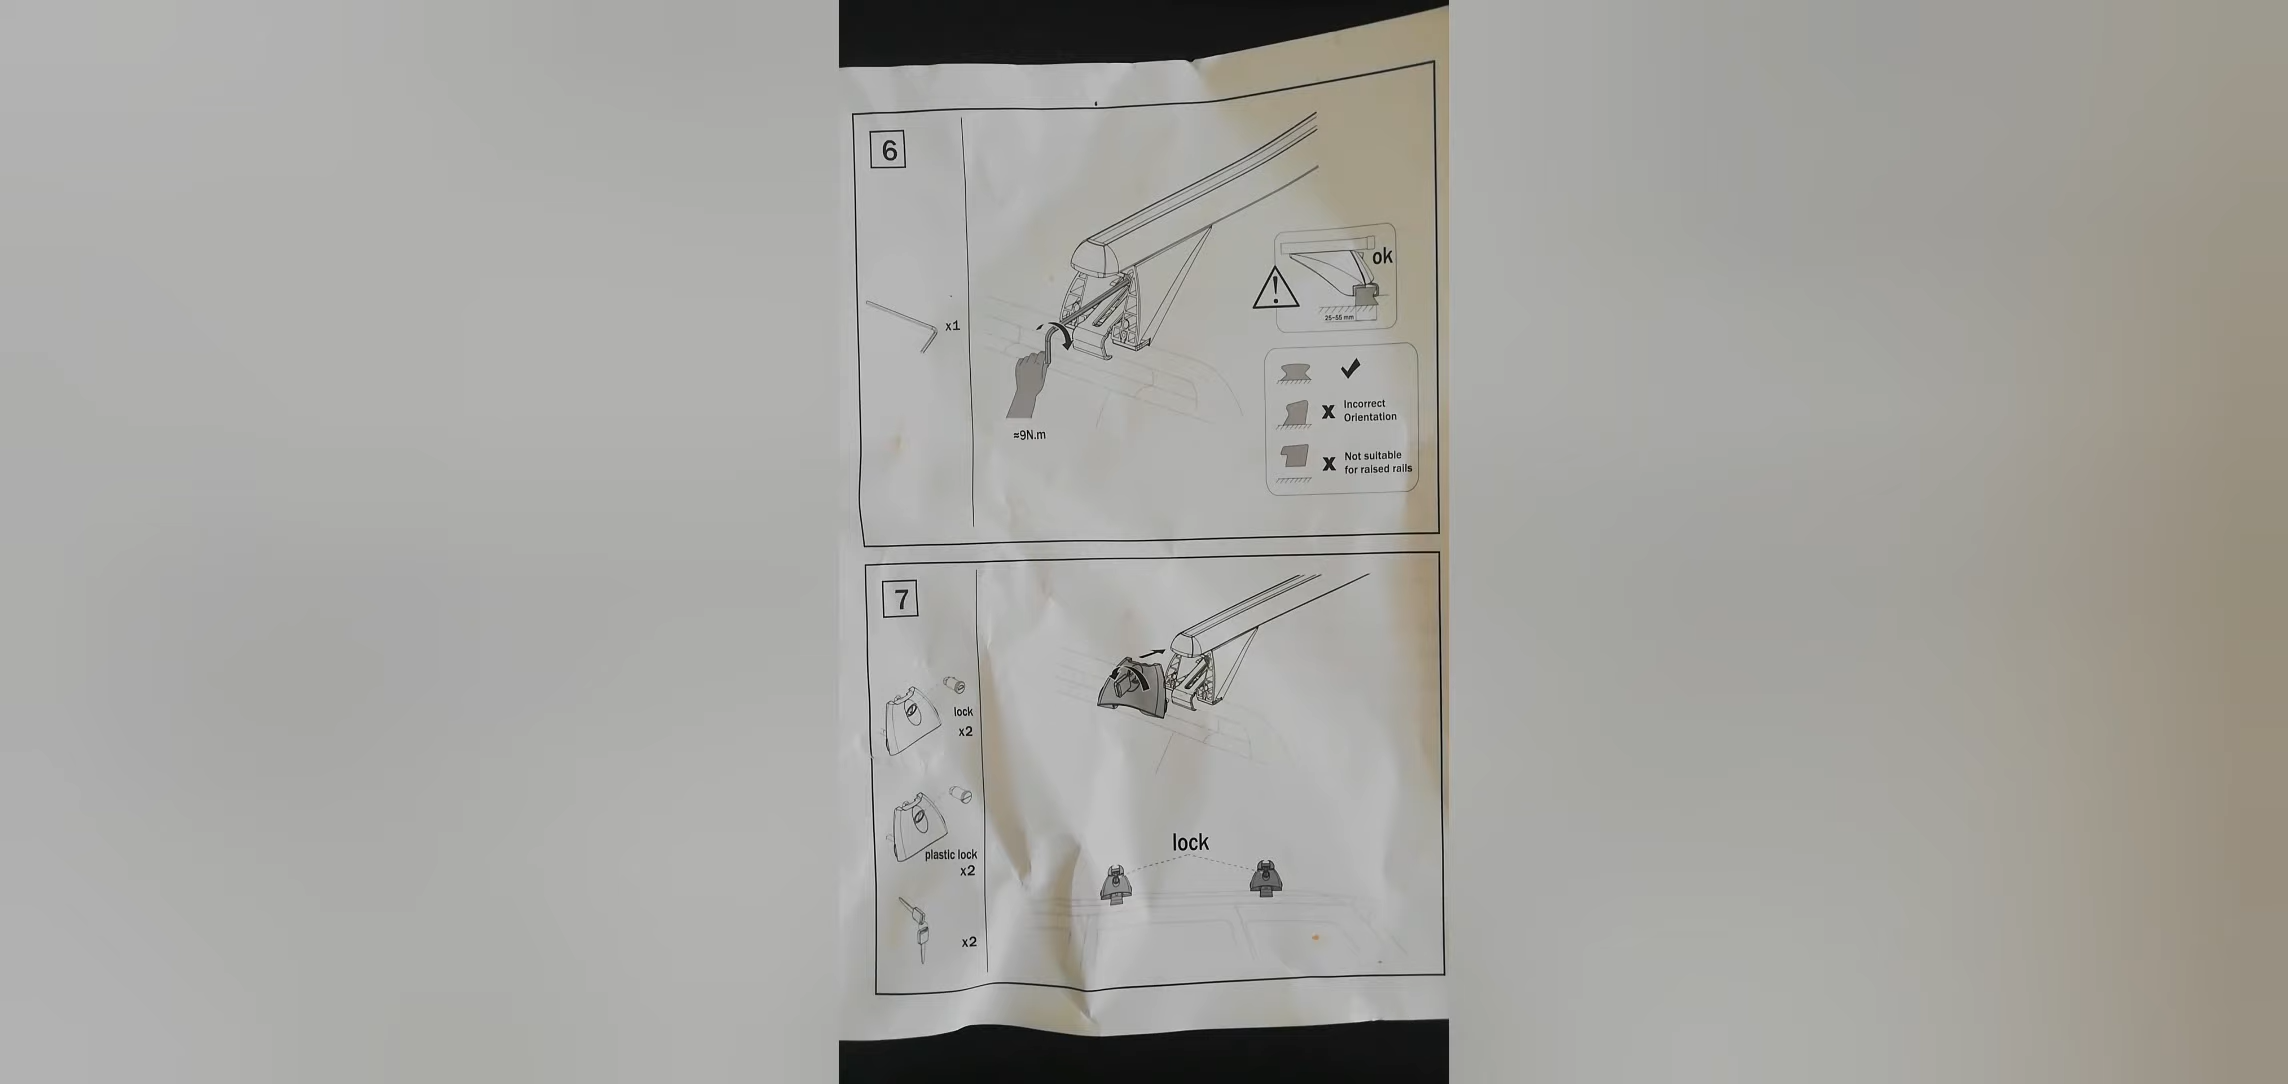 6
x1
≈9N.m
ok
25-55 mm
Incorrect
Orientation
Not suitable
for raised rails
7
lock
x2
plastic lock
x2
x2
lock